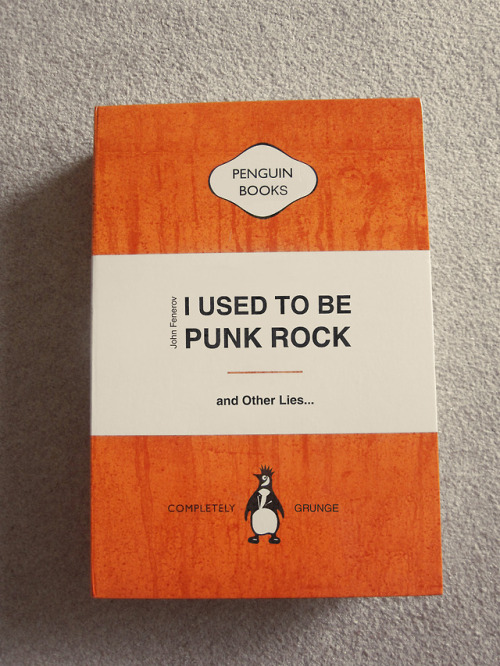 PENGUIN
BOOKS
John Fenerov
I USED TO BE
PUNK ROCK
and Other Lies...
COMPLETELY GRUNGE